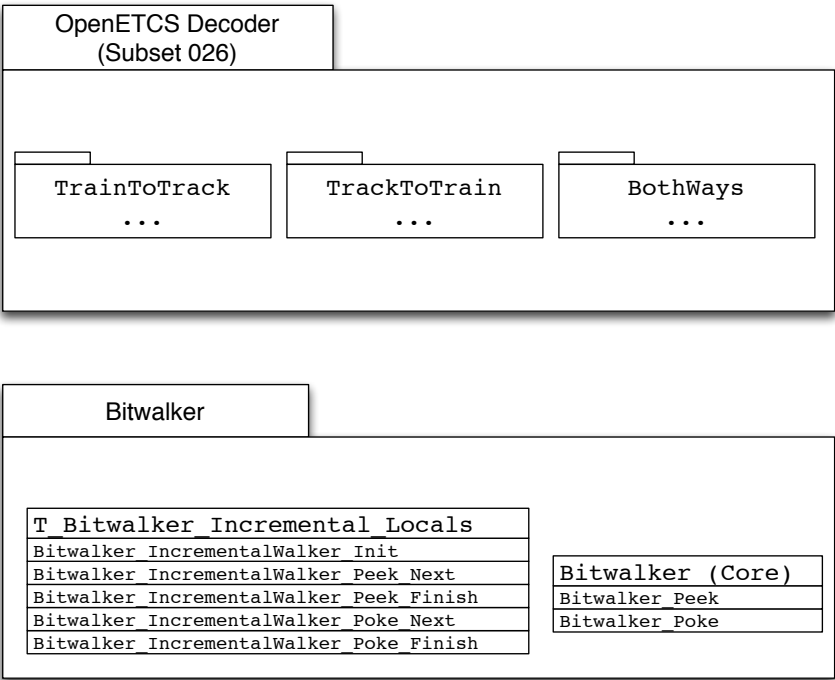 OpenETCS Decoder
(Subset 026)
TrainToTrack
...
TrackToTrain
...
BothWays
...
Bitwalker
T_Bitwalker_Incremental_Locals
Bitwalker_IncrementalWalker_Init
Bitwalker_IncrementalWalker_Peek_Next
Bitwalker_IncrementalWalker_Peek_Finish
Bitwalker_IncrementalWalker_Poke_Next
Bitwalker_IncrementalWalker_Poke_Finish
Bitwalker (Core)
Bitwalker_Peek
Bitwalker_Poke